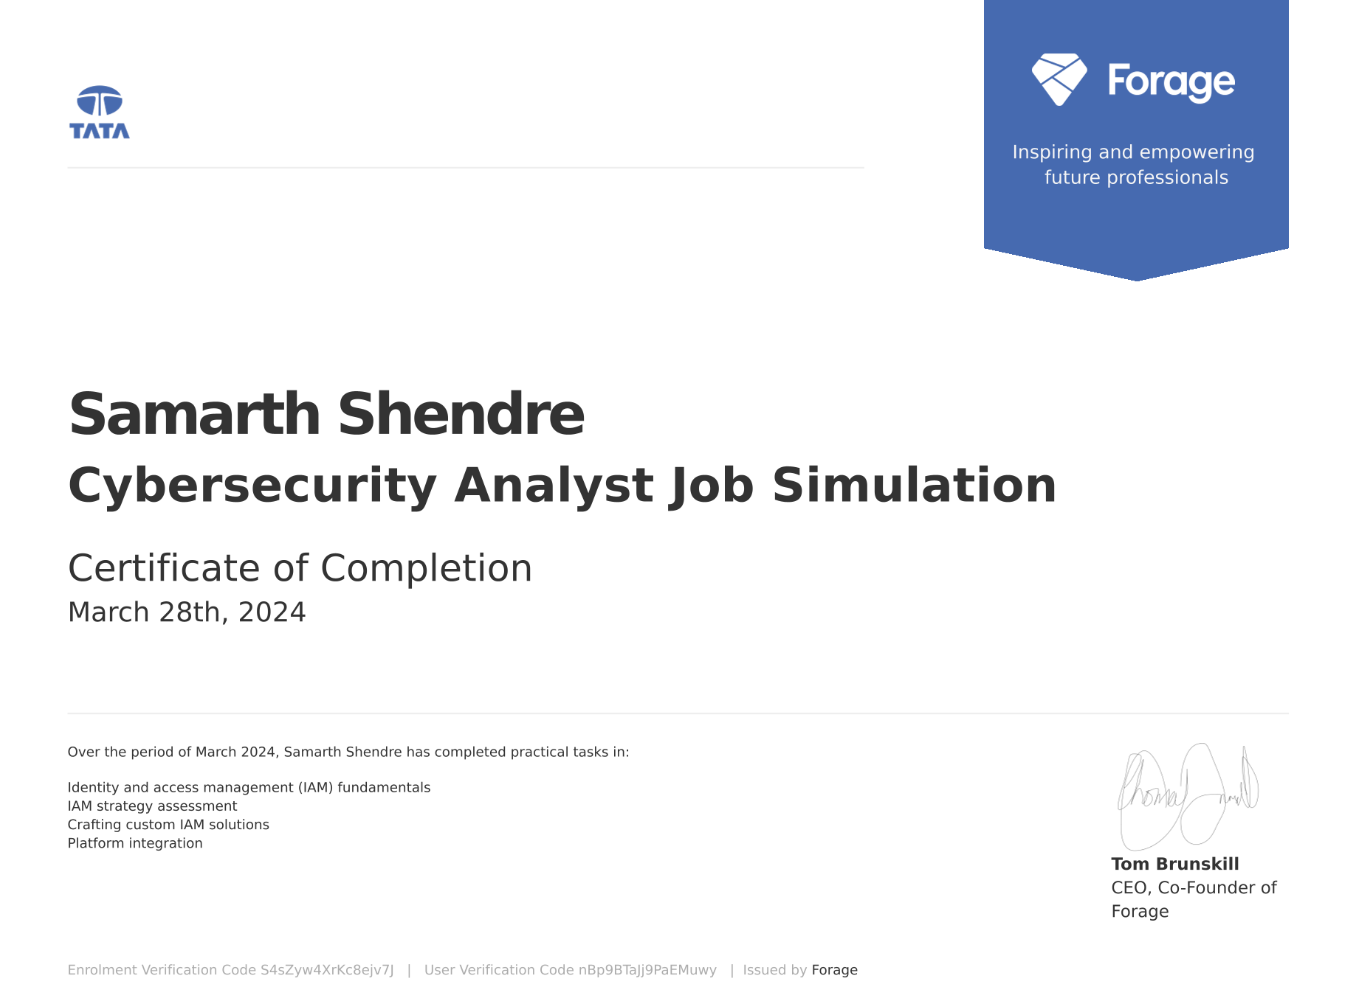 TATA
Forage
Inspiring and empowering
future professionals
Samarth Shendre
Cybersecurity Analyst Job Simulation
Certificate of Completion
March 28th, 2024
Over the period of March 2024, Samarth Shendre has completed practical tasks in:
Identity and access management (IAM) fundamentals
IAM strategy assessment
Crafting custom IAM solutions
Platform integration
Tom Brunskill
CEO, Co-Founder of
Forage
Enrolment Verification Code S4sZyw4XrKc8ejv7J | User Verification Code nBp9BTaJj9PaEMuwy | Issued by Forage